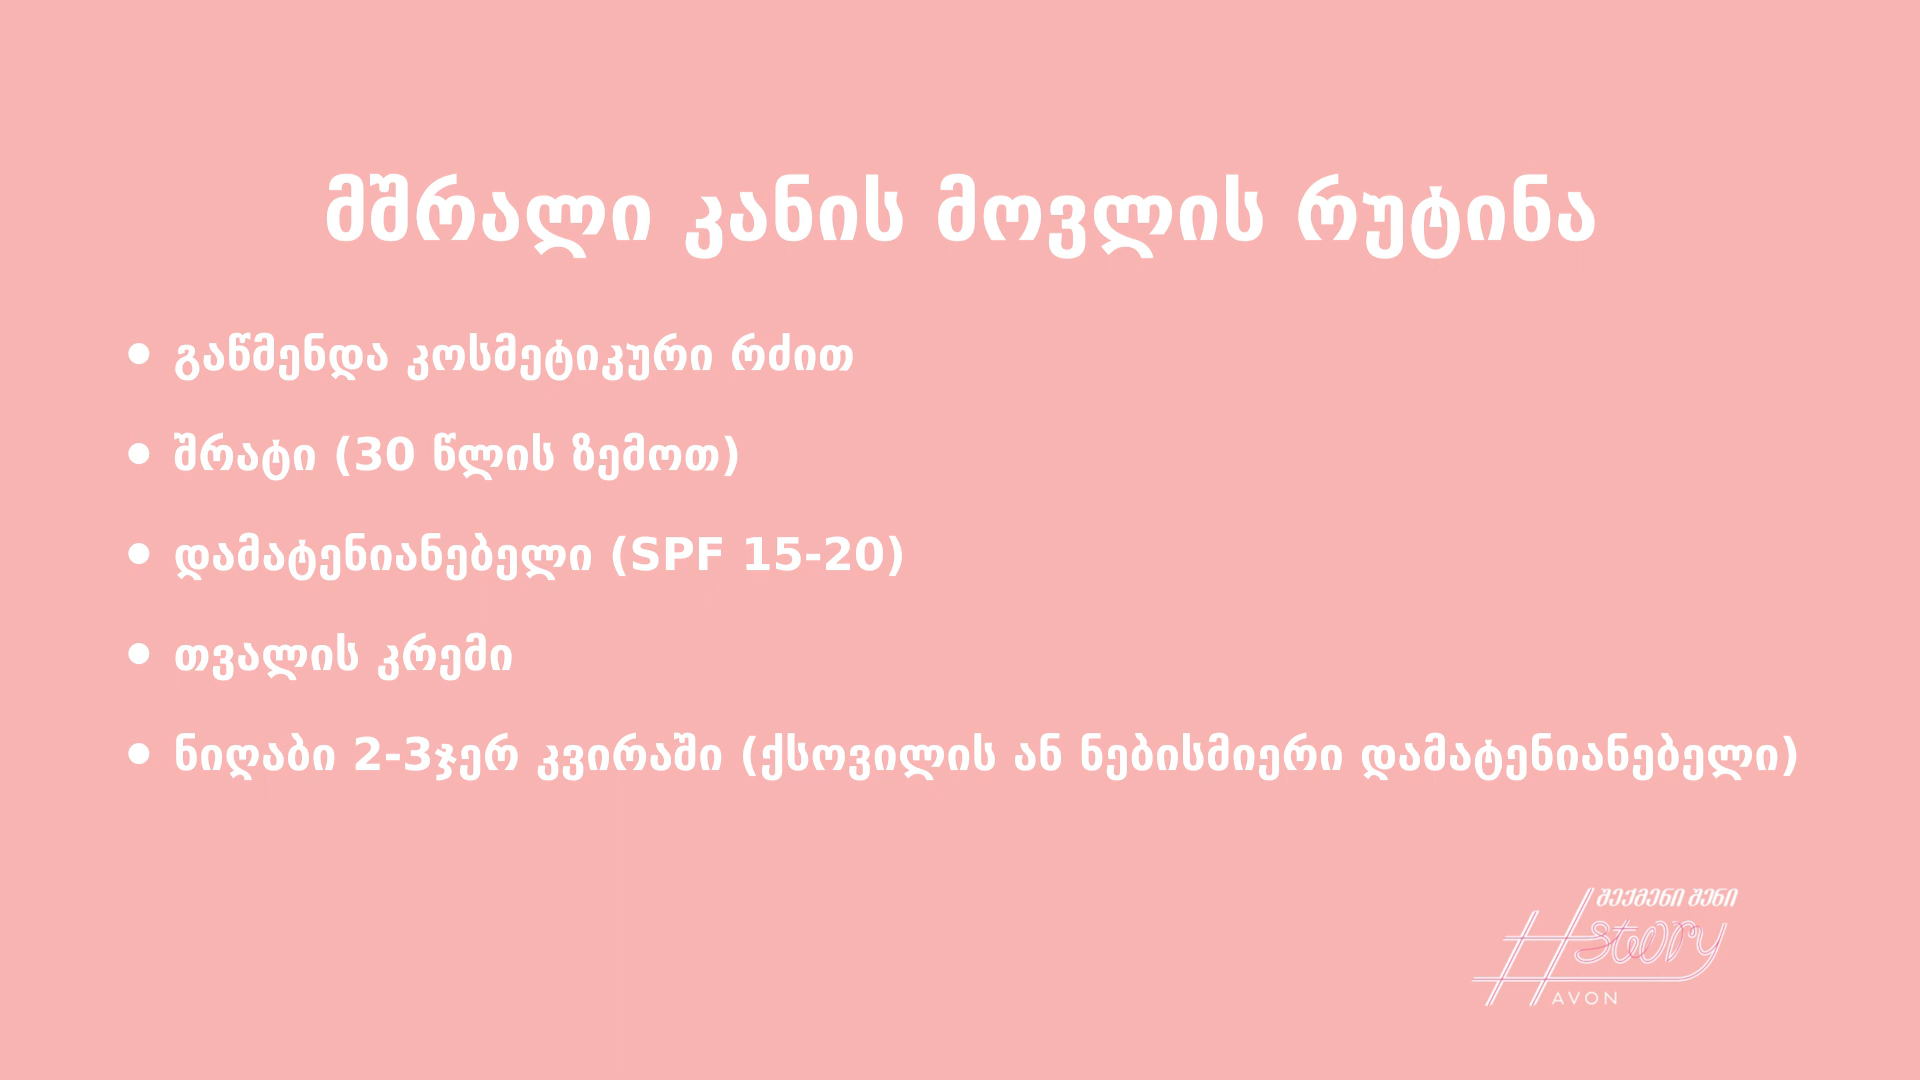 მშრალი კანის მოვლის რუტინა
• გაწმენდა კოსმეტიკური რძით
• შრატი (30 წლის ზემოთ)
• დამატენიანებელი (SPF 15-20)
• თვალის კრემი
• ნიღაბი 2-3ჯერ კვირაში (ქსოვილის ან ნებისმიერი დამატენიანებელი)
შექმენი შენი
#story
AVON